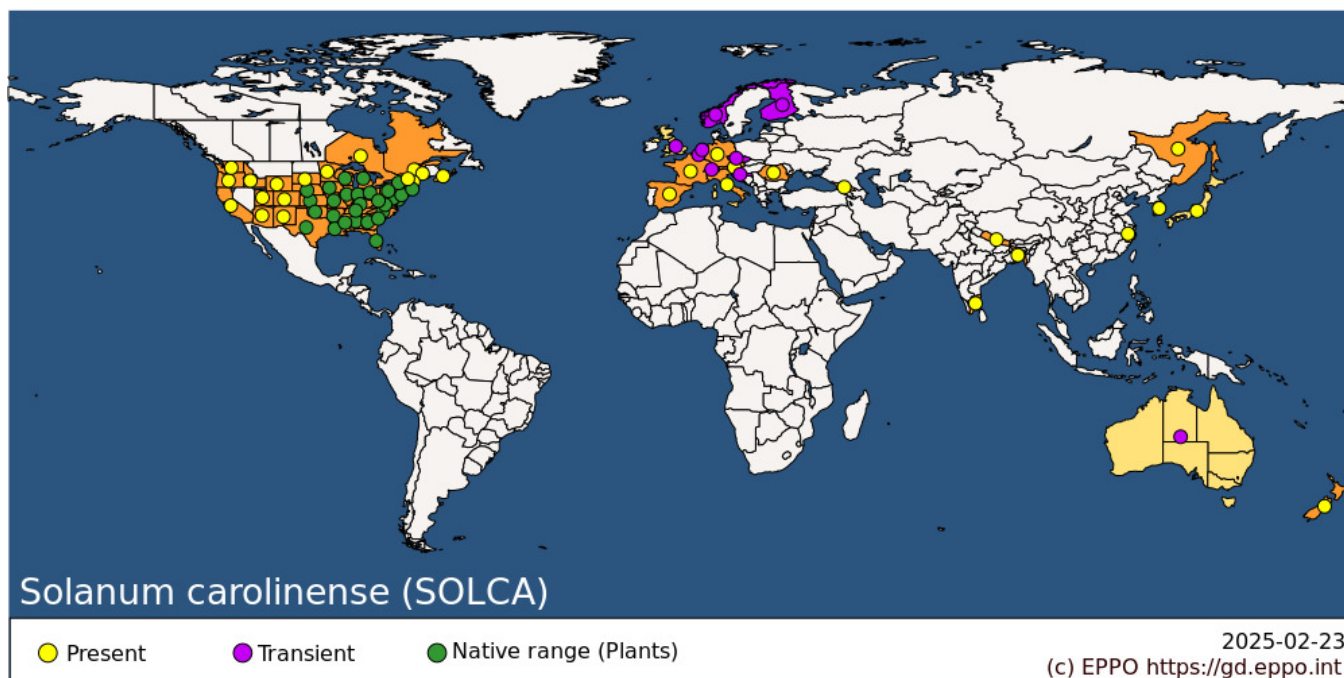 Solanum carolinense (SOLCA)
Present
Transient
Native range (Plants)
2025-02-23
(c) EPPO https://gd.eppo.int